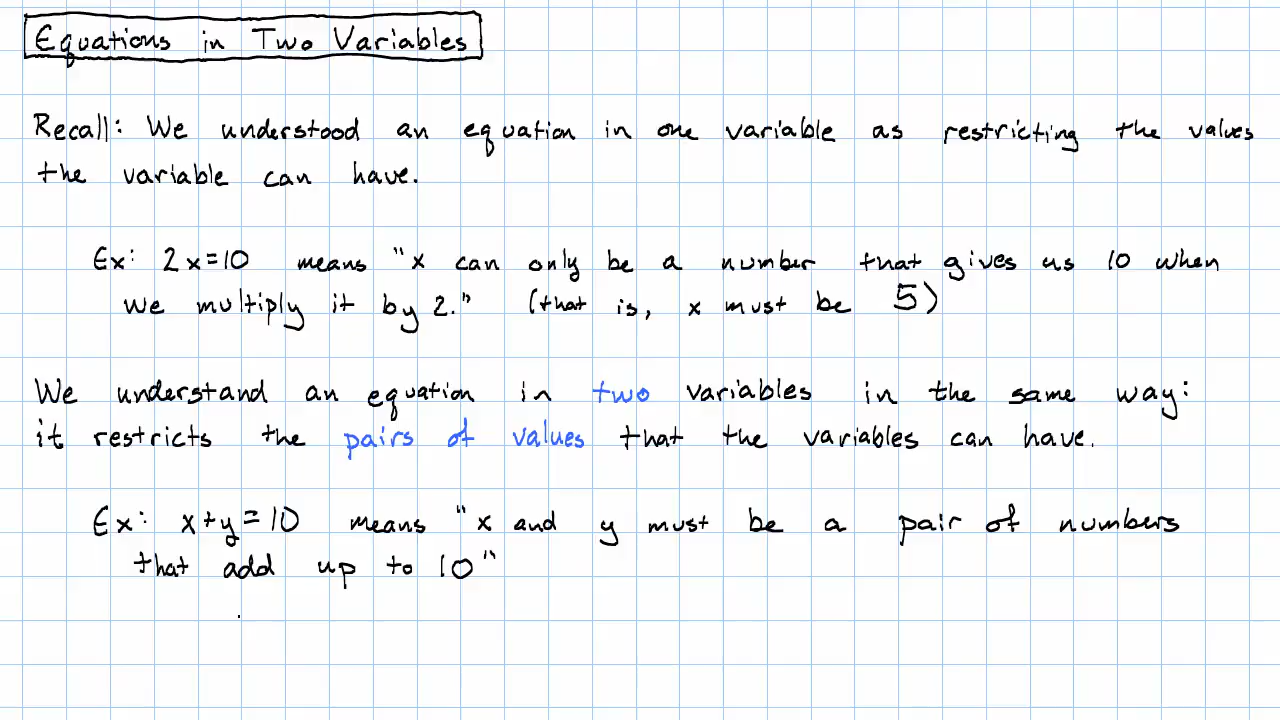 Equations in Two Variables
Recall: We understood an equation in one variable as restricting the values
the variable can have.
Ex: 2x=10 means "x can only be a number that gives us 10 when
we multiply it by 2." (that is, x must be 5)
We understand an equation in two variables in the same way:
it restricts the pairs of values that the variables can have.
Ex: x+y=10 means "x and y must be a pair of numbers
that add up to 10"